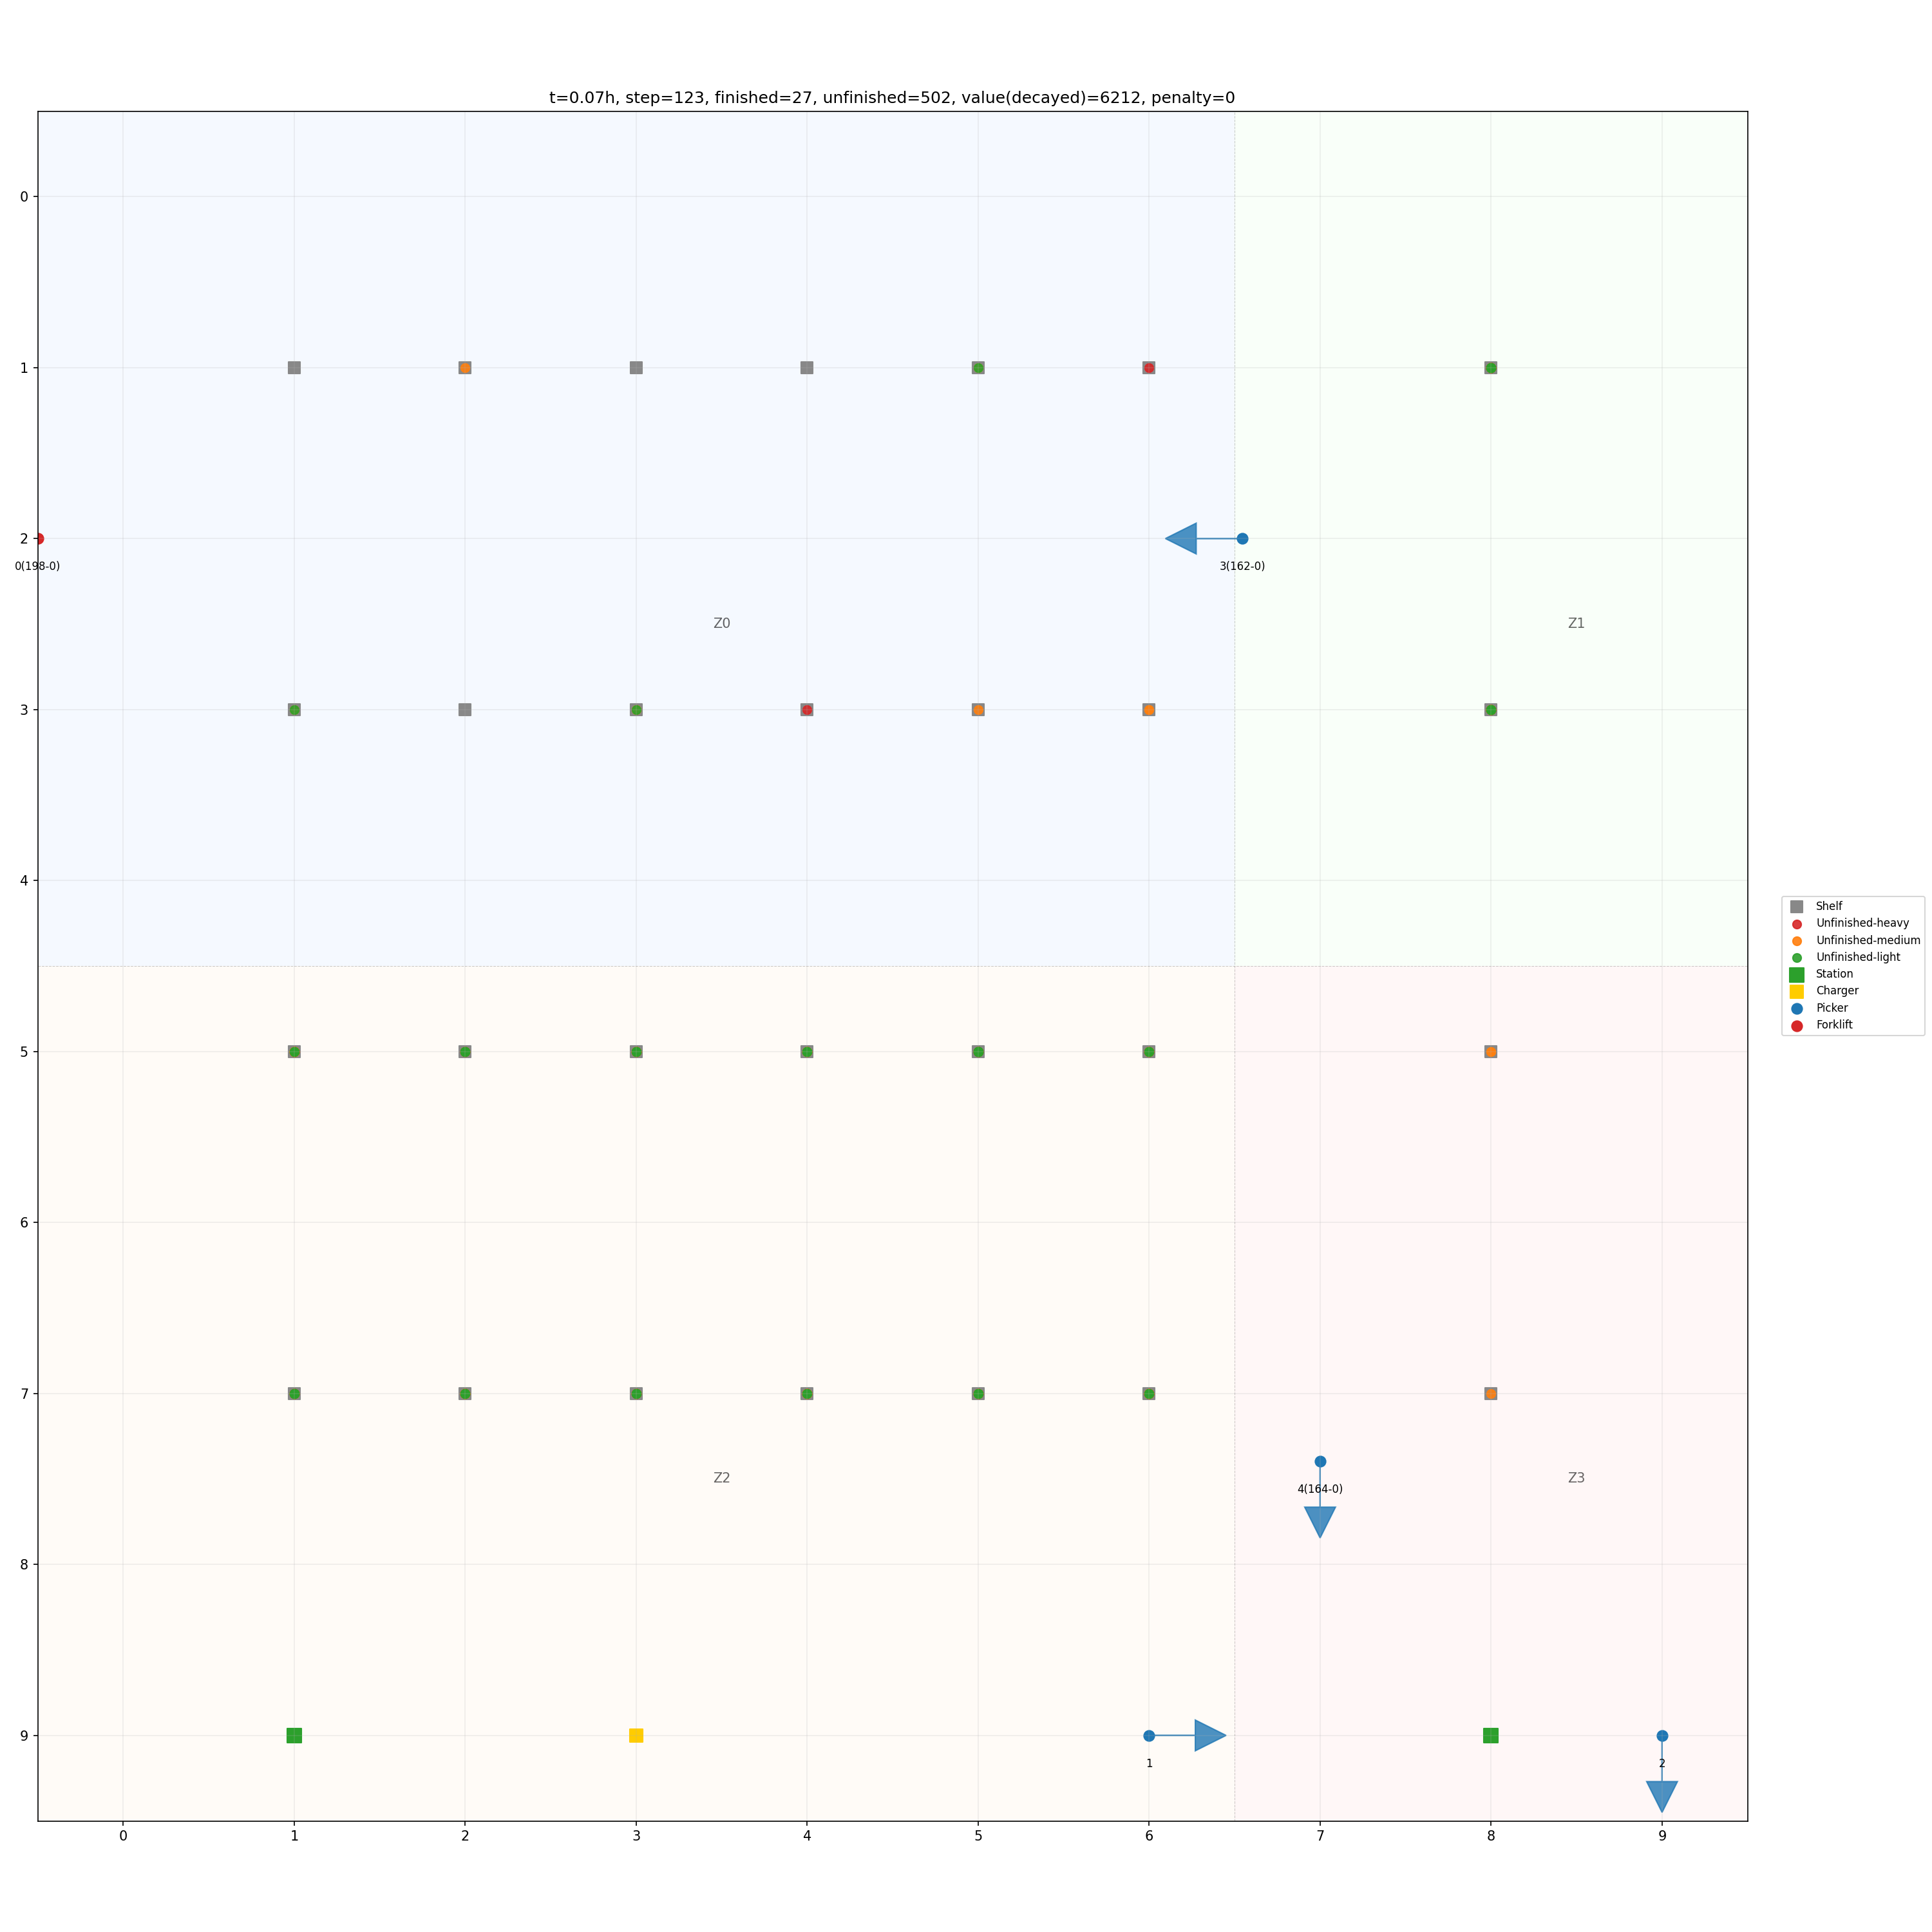 t=0.07h, step=123, finished=27, unfinished=502, value(decayed)=6212, penalty=0
0
1
2
0(198-0)
3(162-0)
Z0
Z1
3
4
Shelf
Unfinished-heavy
Unfinished-medium
Unfinished-light
Station
Charger
Picker
Forklift
5
6
7
Z2
Z3
4(164-0)
8
9
1
2
0
1
2
3
4
5
6
7
8
9